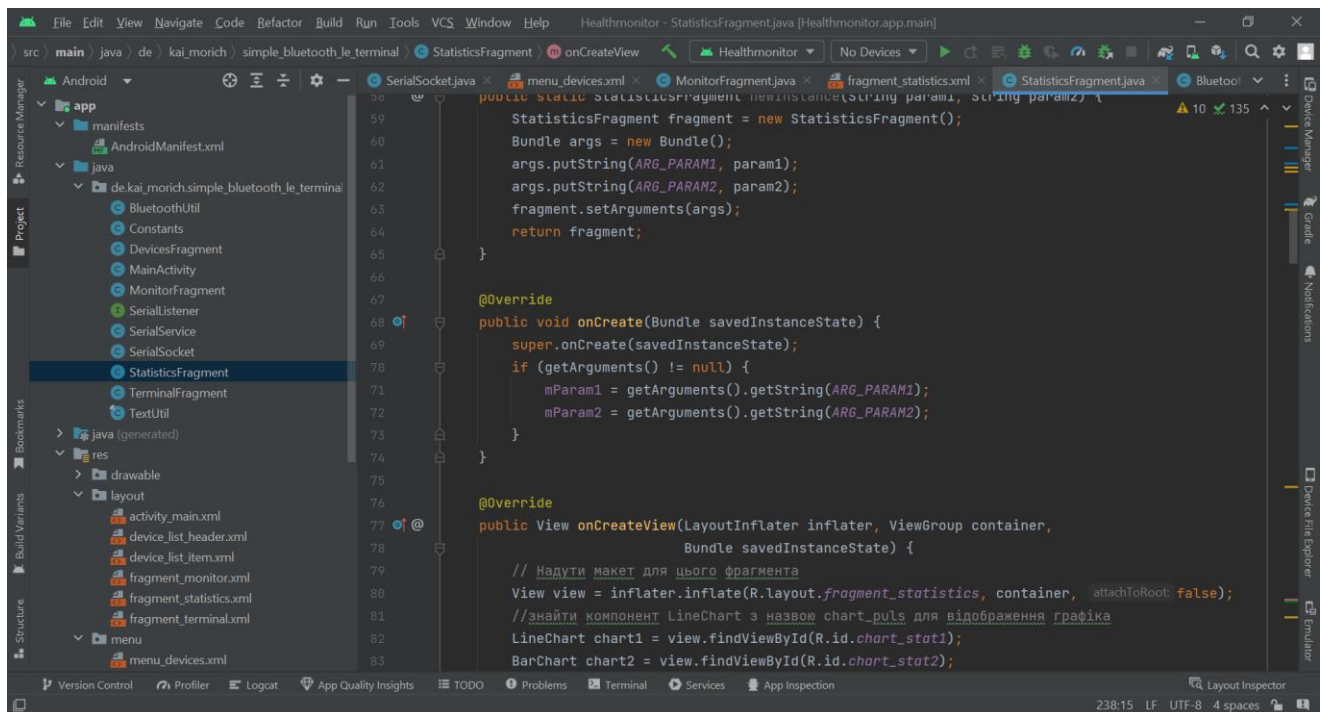 File Edit View Navigate Code Refactor Build Run Tools VCS Window Help Healthmonitor - StatisticsFragment.java [Healthmonitor.app.main]
src main java de kai_morich simple_bluetooth_le_terminal StatisticsFragment onCreateView Healthmonitor No Devices
Android
SerialSocket.java menu_devices.xml MonitorFragment.java fragment_statistics.xml StatisticsFragment.java Bluetoot
10 135
Resource Manager
Project
Bookmarks
Build Variants
Structure
app
manifests
AndroidManifest.xml
java
de.kai_morich.simple_bluetooth_le_terminal
BluetoothUtil
Constants
DevicesFragment
MainActivity
MonitorFragment
SerialListener
SerialService
SerialSocket
StatisticsFragment
TerminalFragment
TextUtil
java (generated)
res
drawable
layout
activity_main.xml
device_list_header.xml
device_list_item.xml
fragment_monitor.xml
fragment_statistics.xml
fragment_terminal.xml
menu
menu_devices.xml
58 @ public static StatisticsFragment newInstance(String param1, String param2) {
59 StatisticsFragment fragment = new StatisticsFragment();
60 Bundle args = new Bundle();
61 args.putString(ARG_PARAM1, param1);
62 args.putString(ARG_PARAM2, param2);
63 fragment.setArguments(args);
64 return fragment;
65 }
66
67 @Override
68 public void onCreate(Bundle savedInstanceState) {
69 super.onCreate(savedInstanceState);
70 if (getArguments() != null) {
71 mParam1 = getArguments().getString(ARG_PARAM1);
72 mParam2 = getArguments().getString(ARG_PARAM2);
73 }
74 }
75
76 @Override
77 @ public View onCreateView(LayoutInflater inflater, ViewGroup container,
78 Bundle savedInstanceState) {
79 // Надути макет для цього фрагмента
80 View view = inflater.inflate(R.layout.fragment_statistics, container, attachToRoot: false);
81 //знайти компонент LineChart з назвою chart_puls для відображення графіка
82 LineChart chart1 = view.findViewById(R.id.chart_stat1);
83 BarChart chart2 = view.findViewById(R.id.chart_stat2);
Device Manager
Gradle
Notifications
Device File Explorer
Emulator
Version Control Profiler Logcat App Quality Insights TODO Problems Terminal Services App Inspection Layout Inspector
238:15 LF UTF-8 4 spaces